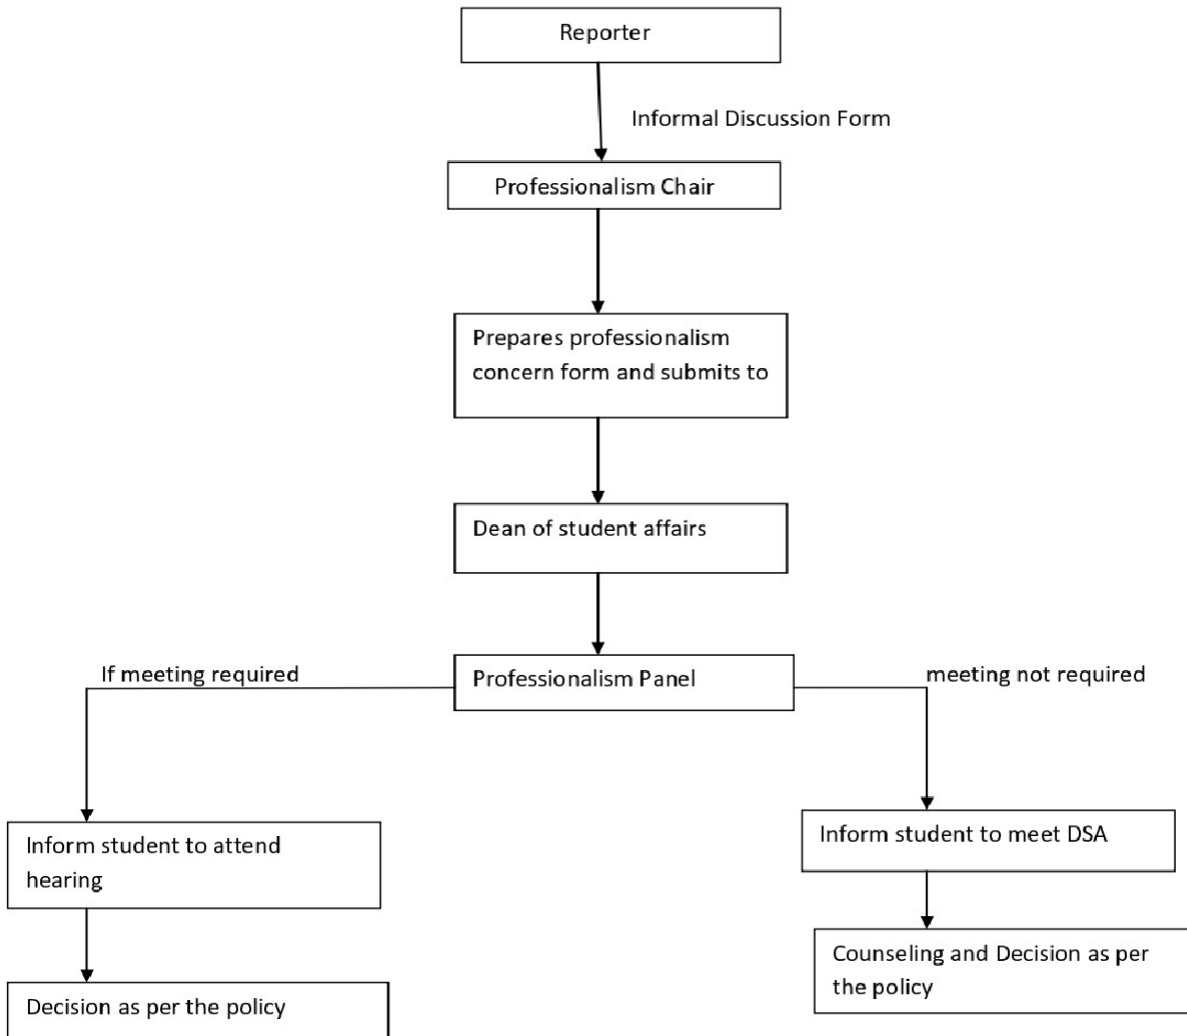 Reporter
Informal Discussion Form
Professionalism Chair
Prepares professionalism
concern form and submits to
Dean of student affairs
If meeting required
Professionalism Panel
meeting not required
Inform student to attend
hearing
Inform student to meet DSA
Decision as per the policy
Counseling and Decision as per
the policy